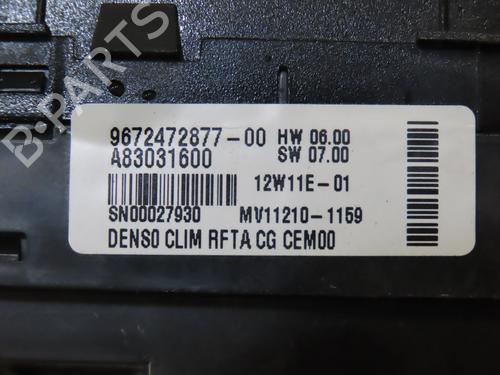 B-PARTS
9672472877-00 HW 06.00
A83031600 SW 07.00
12W11E-01
SN00027930 MV11210-1159
DENSO CLIM RFTA CG CEM00